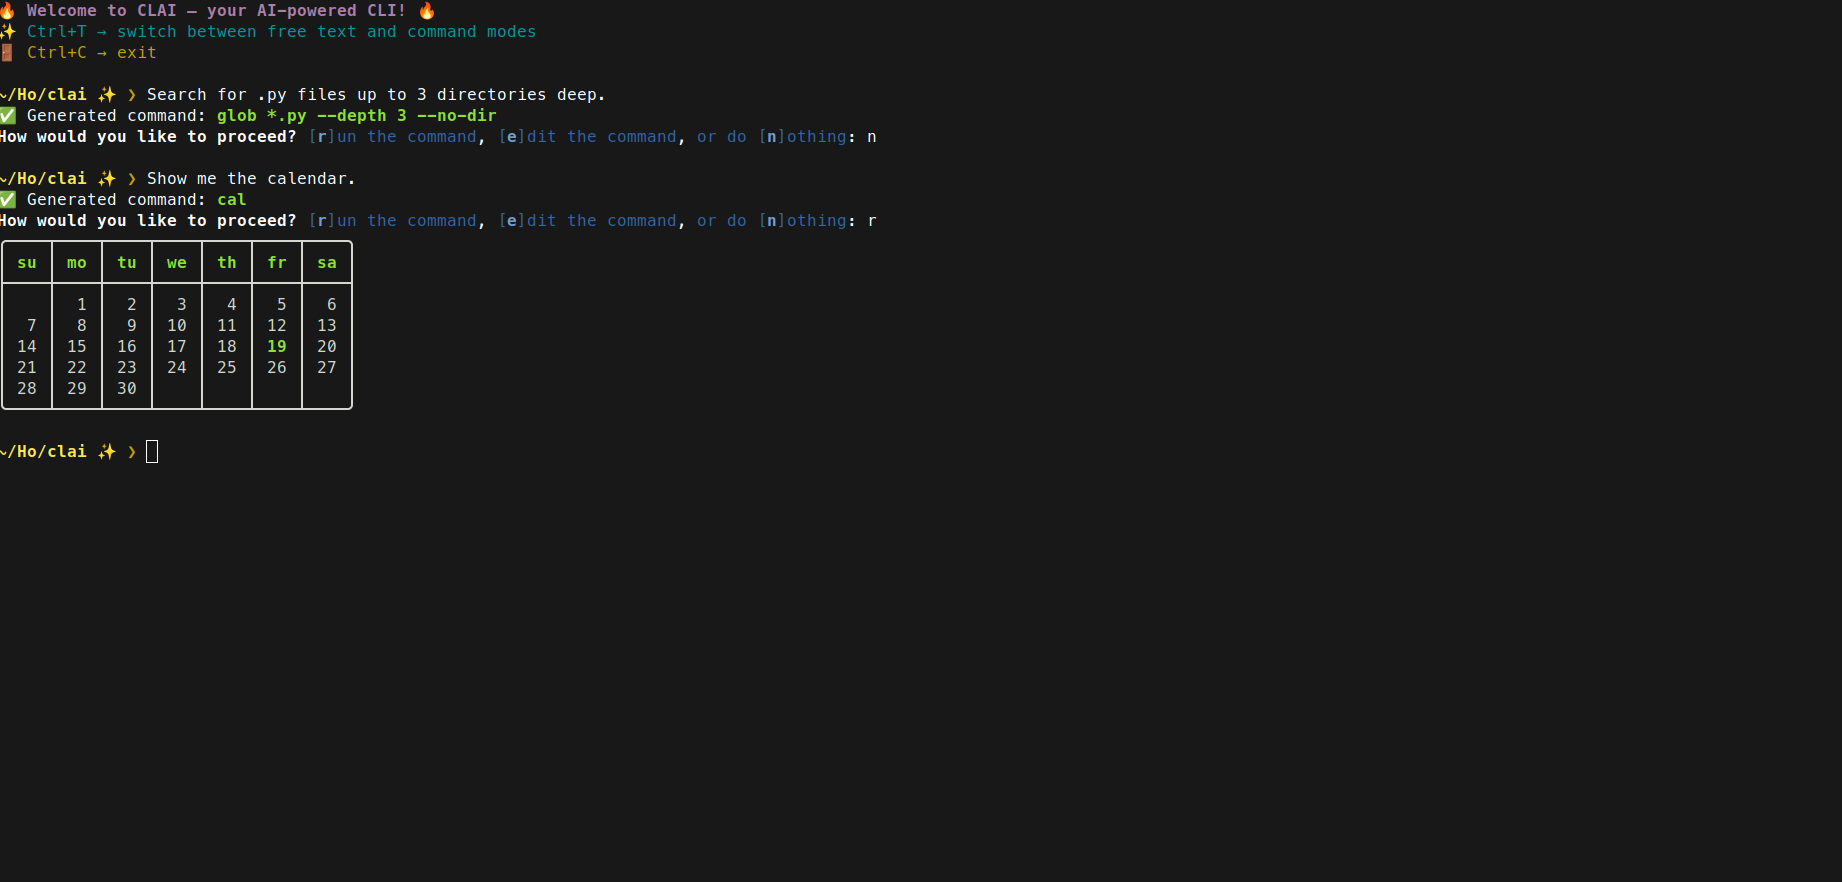 🔥 Welcome to CLAI — your AI-powered CLI! 🔥
✨ Ctrl+T → switch between free text and command modes
🚪 Ctrl+C → exit
~/Ho/clai ✨ ❯ Search for .py files up to 3 directories deep.
✅ Generated command: glob *.py --depth 3 --no-dir
How would you like to proceed? [r]un the command, [e]dit the command, or do [n]othing: n
~/Ho/clai ✨ ❯ Show me the calendar.
✅ Generated command: cal
How would you like to proceed? [r]un the command, [e]dit the command, or do [n]othing: r
su mo tu we th fr sa
1 2 3 4 5 6
7 8 9 10 11 12 13
14 15 16 17 18 19 20
21 22 23 24 25 26 27
28 29 30
~/Ho/clai ✨ ❯